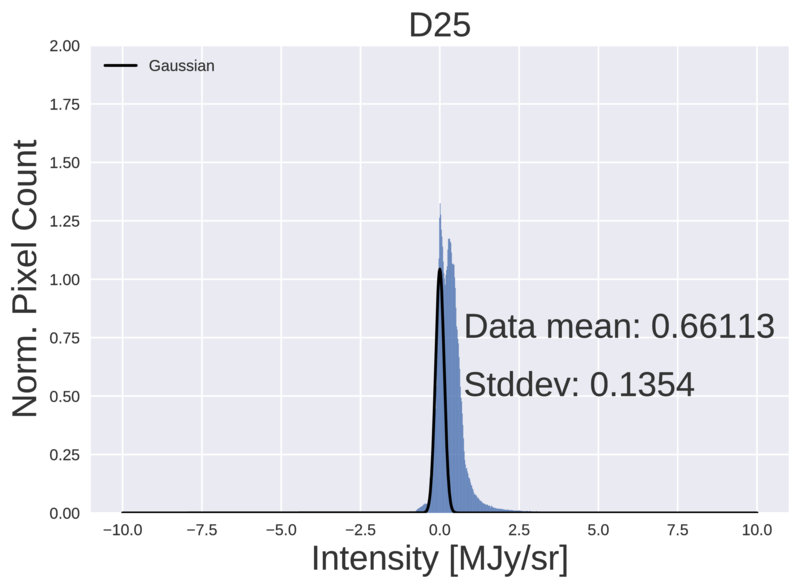 D25
2.00
Gaussian
1.75
1.50
1.25
1.00
0.75
0.50
0.25
0.00
Norm. Pixel Count
Data mean: 0.66113
Stddev: 0.1354
−10.0 −7.5 −5.0 −2.5 0.0 2.5 5.0 7.5 10.0
Intensity [MJy/sr]